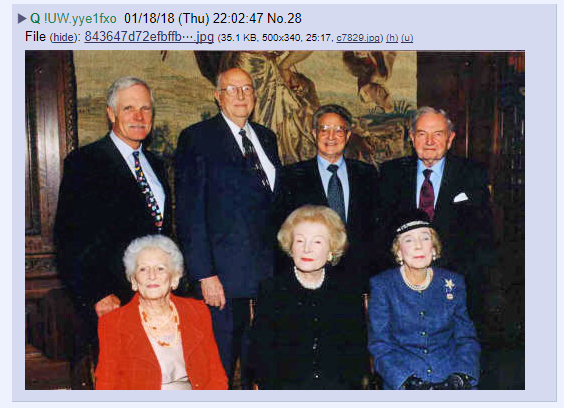 ▶Q !UW.yye1fxo 01/18/18 (Thu) 22:02:47 No.28
File (hide): 843647d72efbffb⋯.jpg (35.1 KB, 500x340, 25:17, c7829.jpg) (h) (u)